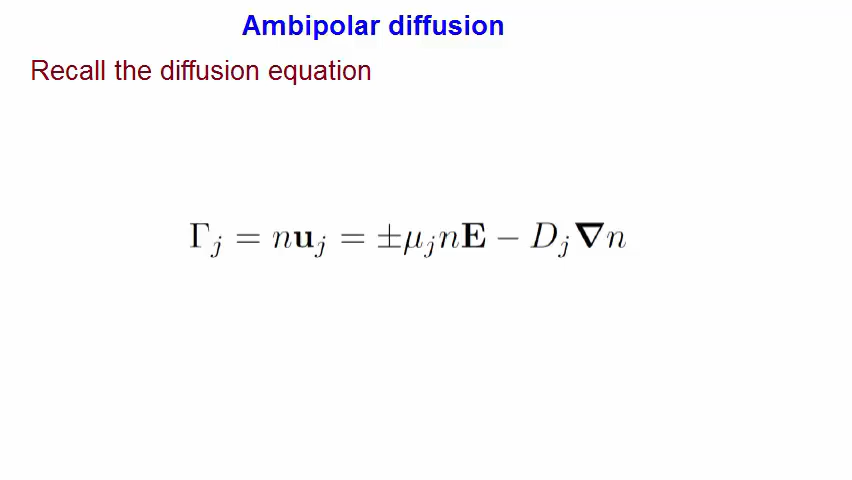 Ambipolar diffusion
Recall the diffusion equation
Γ_j = n𝐮_j = ±μ_j n𝐄 − D_j 𝛁n